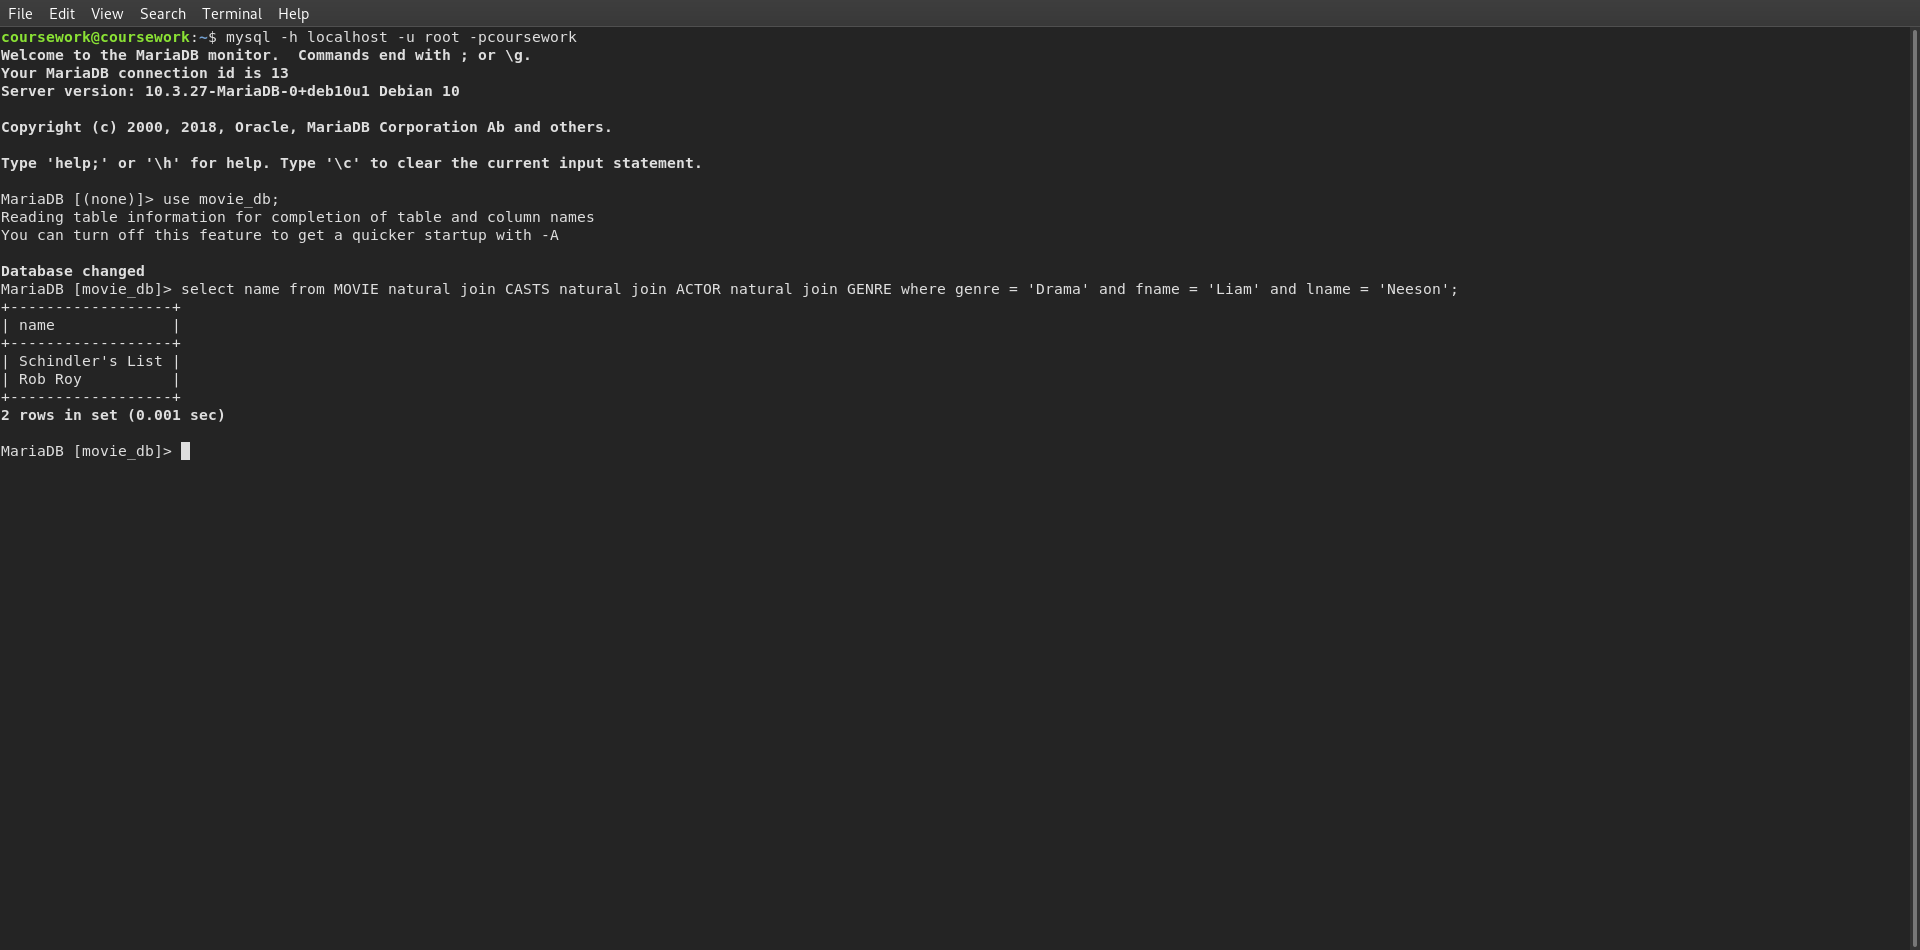 File Edit View Search Terminal Help
coursework@coursework:~$ mysql -h localhost -u root -pcoursework
Welcome to the MariaDB monitor.  Commands end with ; or \g.
Your MariaDB connection id is 13
Server version: 10.3.27-MariaDB-0+deb10u1 Debian 10
Copyright (c) 2000, 2018, Oracle, MariaDB Corporation Ab and others.
Type 'help;' or '\h' for help. Type '\c' to clear the current input statement.
MariaDB [(none)]> use movie_db;
Reading table information for completion of table and column names
You can turn off this feature to get a quicker startup with -A
Database changed
MariaDB [movie_db]> select name from MOVIE natural join CASTS natural join ACTOR natural join GENRE where genre = 'Drama' and fname = 'Liam' and lname = 'Neeson';
+------------------+
| name             |
+------------------+
| Schindler's List |
| Rob Roy          |
+------------------+
2 rows in set (0.001 sec)
MariaDB [movie_db]>